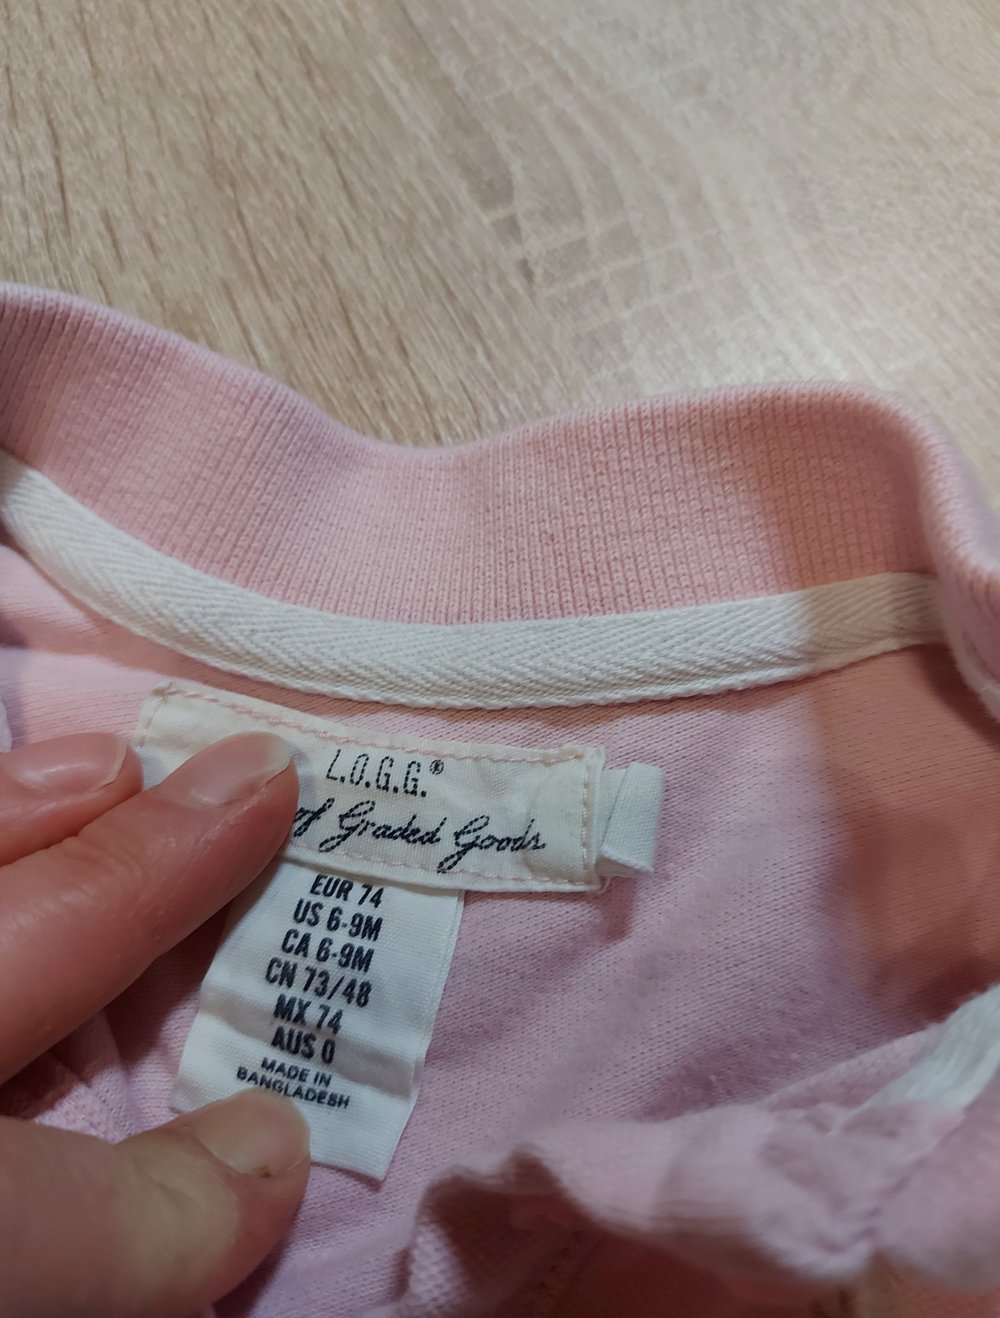 L.O.G.G.®
of Graded Goods
EUR 74
US 6-9M
CA 6-9M
CN 73/48
MX 74
AUS 0
MADE IN
BANGLADESH